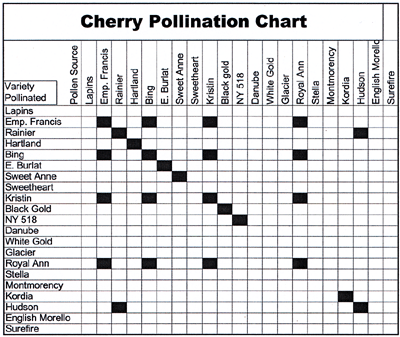 Cherry Pollination Chart
Variety
Pollinated
Pollen Source
Lapins
Emp. Francis
Rainier
Hartland
Bing
E. Burlat
Sweet Anne
Sweetheart
Kristin
Black gold
NY 518
Danube
White Gold
Glacier
Royal Ann
Stella
Montmorency
Kordia
Hudson
English Morello
Surefire
Lapins
Emp. Francis
Rainier
Hartland
Bing
E. Burlat
Sweet Anne
Sweetheart
Kristin
Black Gold
NY 518
Danube
White Gold
Glacier
Royal Ann
Stella
Montmorency
Kordia
Hudson
English Morello
Surefire